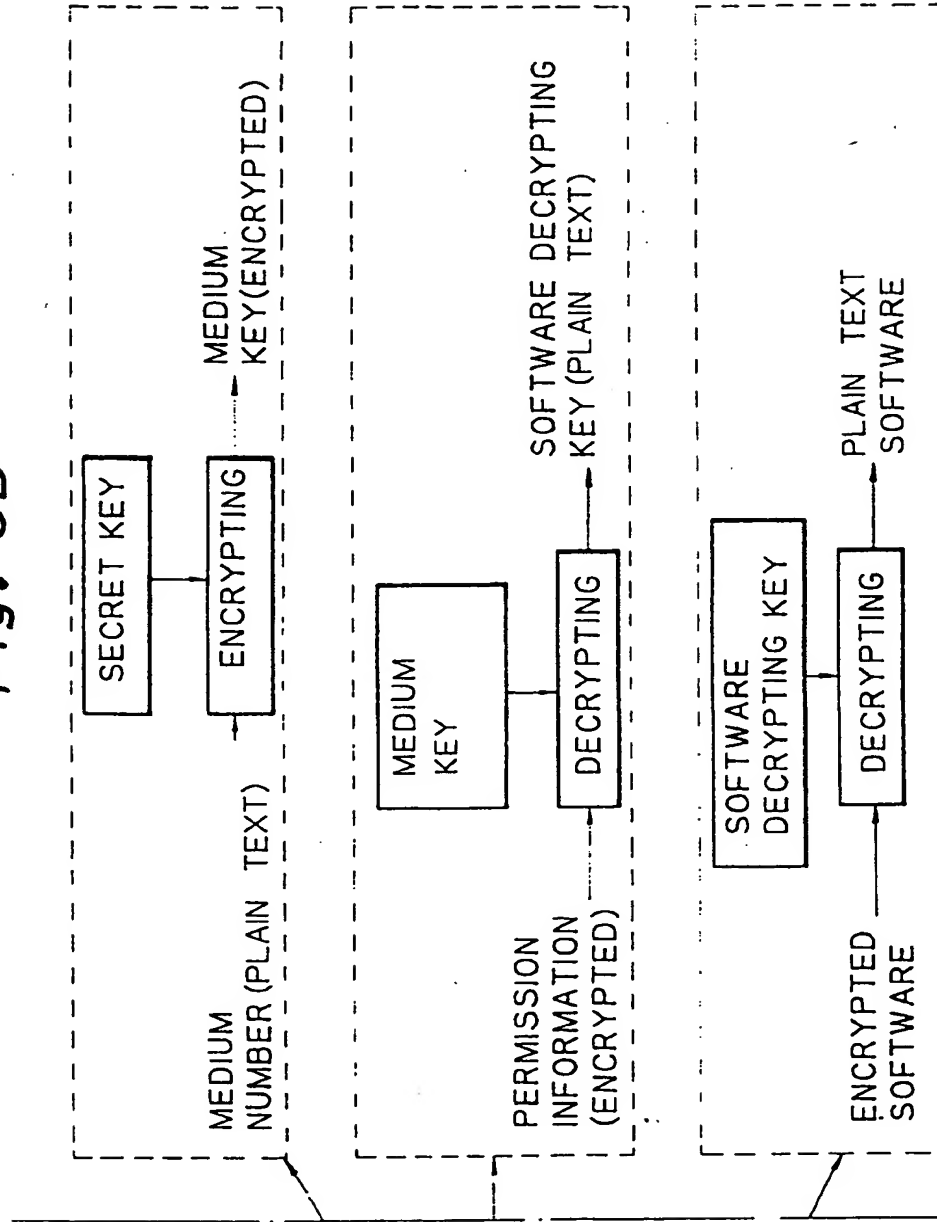 SECRET KEY
MEDIUM
NUMBER (PLAIN TEXT)
ENCRYPTING
MEDIUM
KEY(ENCRYPTED)
MEDIUM
KEY
PERMISSION
INFORMATION
(ENCRYPTED)
DECRYPTING
SOFTWARE DECRYPTING
KEY (PLAIN TEXT)
SOFTWARE
DECRYPTING KEY
ENCRYPTED
SOFTWARE
DECRYPTING
PLAIN TEXT
SOFTWARE